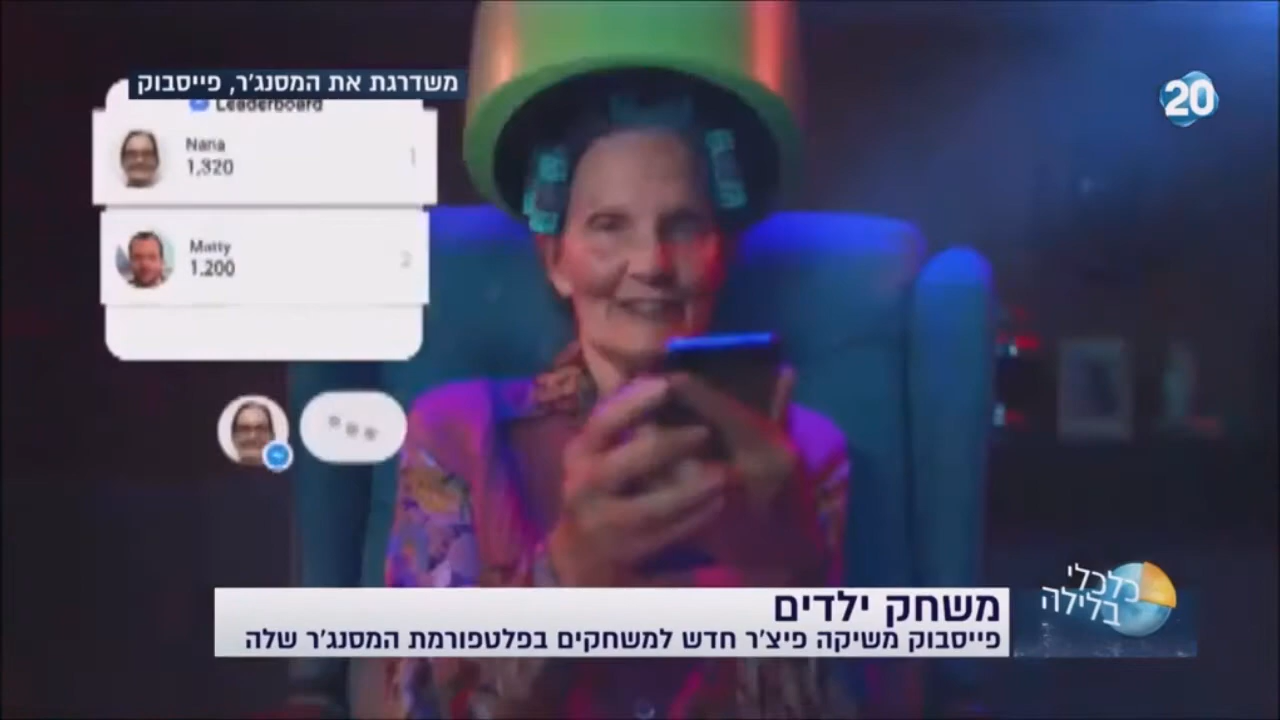 משדרגת את המסנג'ר, פייסבוק
20
Leaderboard
Nana
1,320
1
Matty
1,200
2
משחק ילדים
פייסבוק משיקה פיצ'ר חדש למשחקים בפלטפורמת המסנג'ר שלה
כלכלי
בלילה